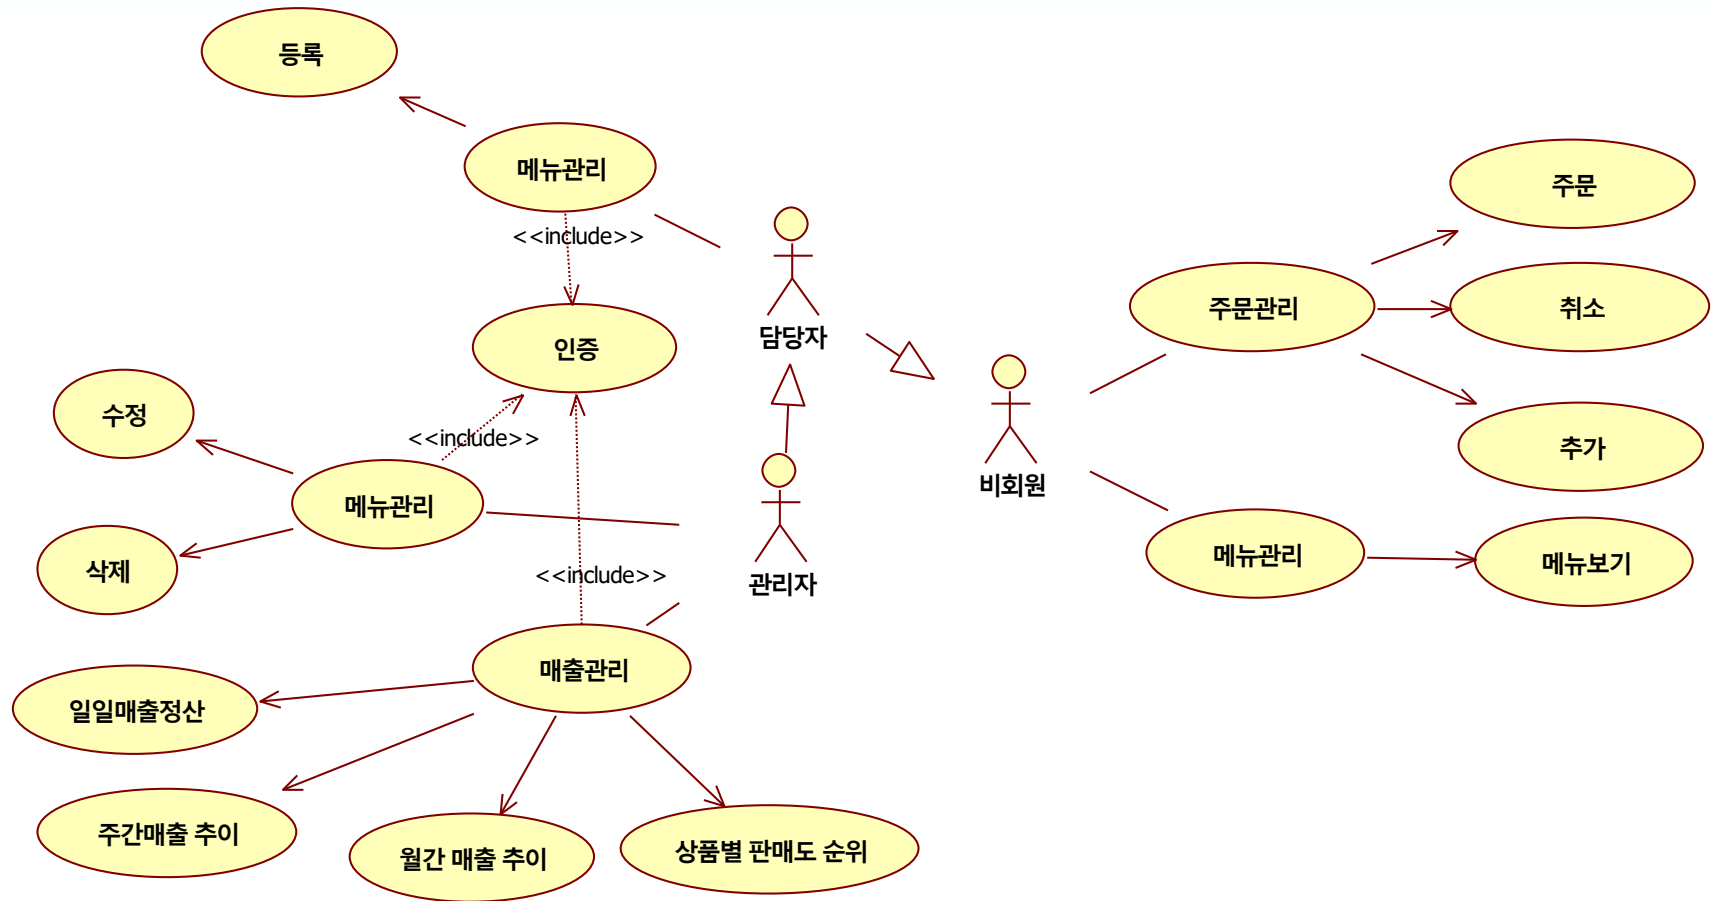 등록
메뉴관리
<<include>>
담당자
인증
수정
<<include>>
메뉴관리
삭제
<<include>>
관리자
매출관리
일일매출정산
주간매출 추이
월간 매출 추이
상품별 판매도 순위
비회원
주문관리
주문
취소
추가
메뉴관리
메뉴보기